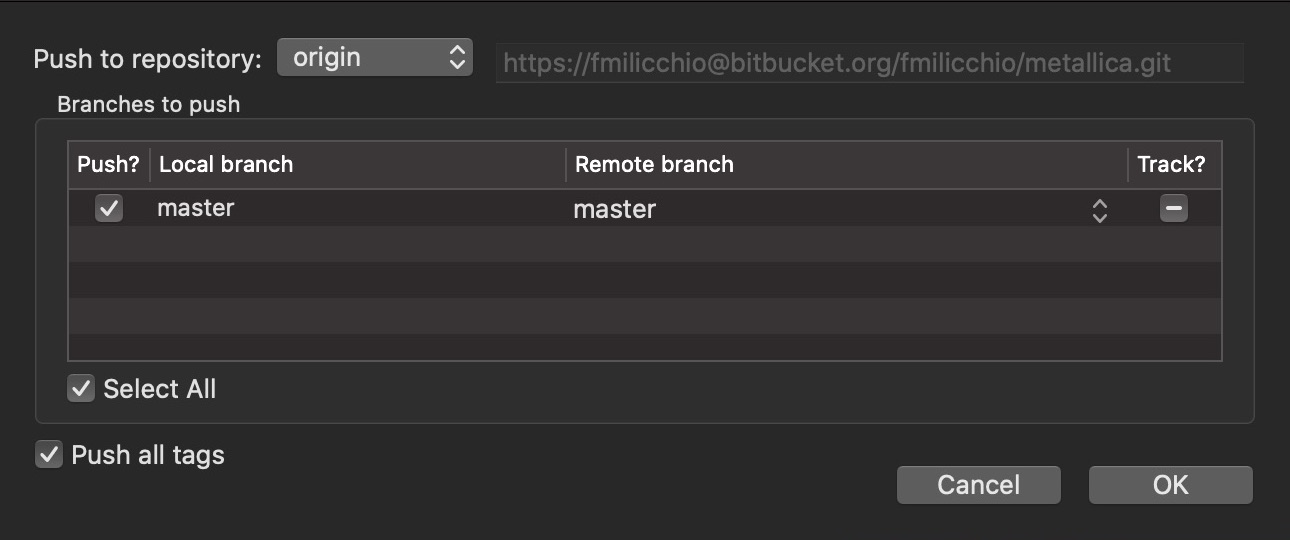 Push to repository: origin https://fmilicchio@bitbucket.org/fmilicchio/metallica.git
Branches to push
Push? Local branch Remote branch Track?
master master
Select All
Push all tags
Cancel OK